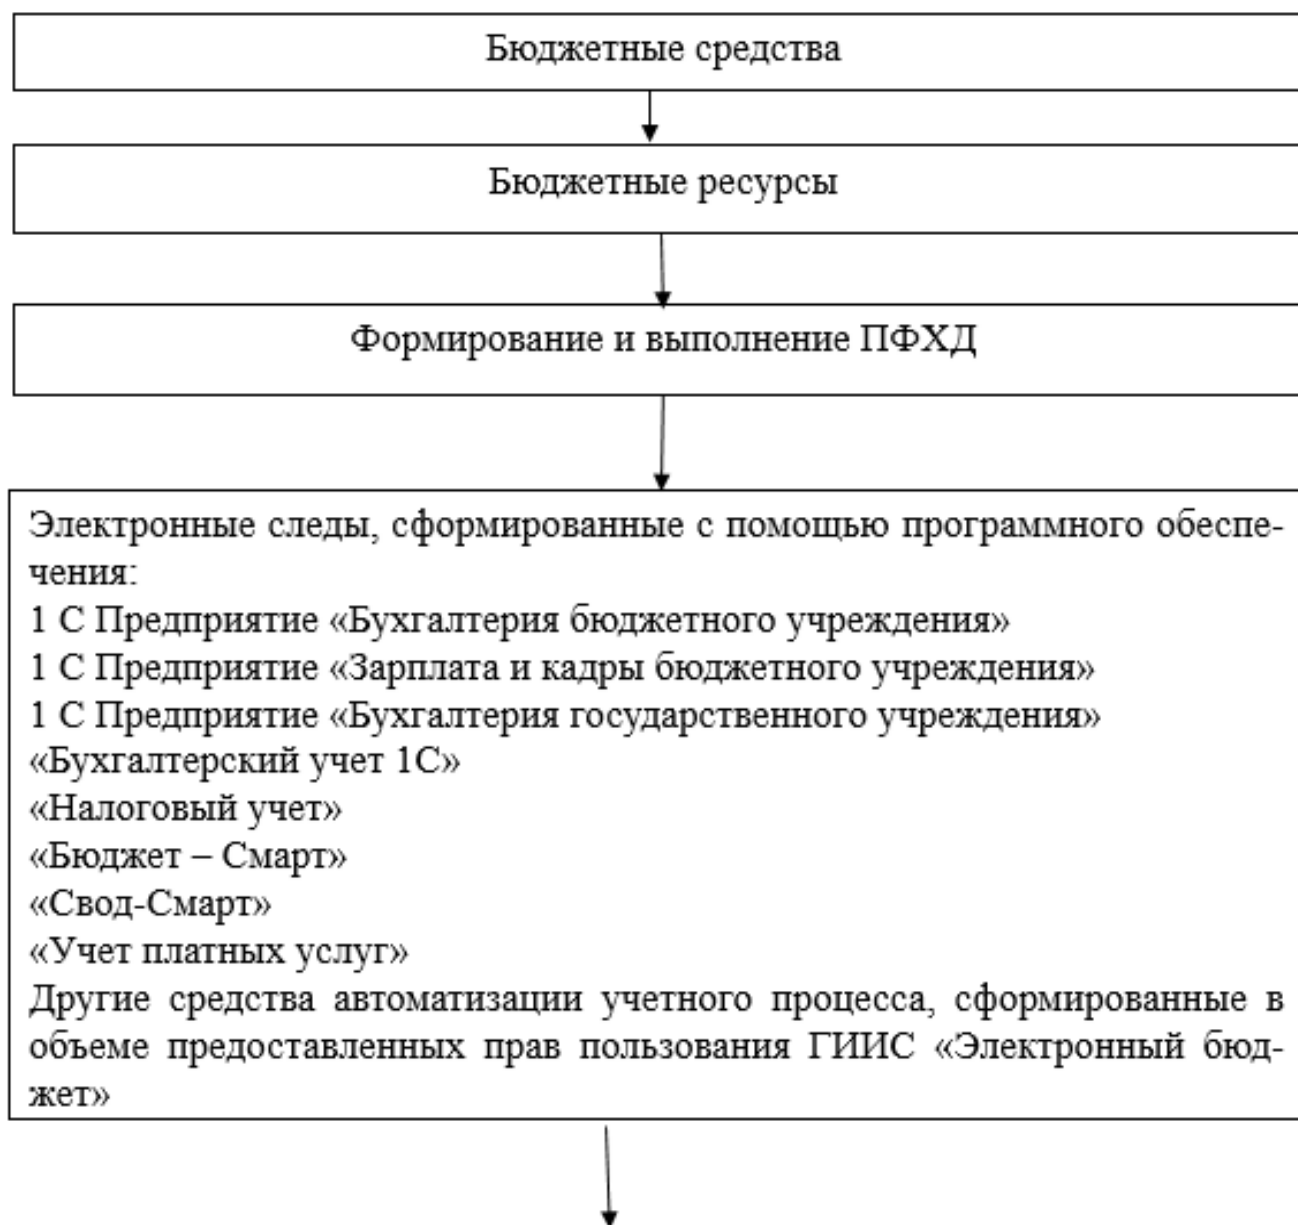 Бюджетные средства
Бюджетные ресурсы
Формирование и выполнение ПФХД
Электронные следы, сформированные с помощью программного обеспе-
чения:
1 С Предприятие «Бухгалтерия бюджетного учреждения»
1 С Предприятие «Зарплата и кадры бюджетного учреждения»
1 С Предприятие «Бухгалтерия государственного учреждения»
«Бухгалтерский учет 1С»
«Налоговый учет»
«Бюджет – Смарт»
«Свод-Смарт»
«Учет платных услуг»
Другие средства автоматизации учетного процесса, сформированные в
объеме предоставленных прав пользования ГИИС «Электронный бюд-
жет»